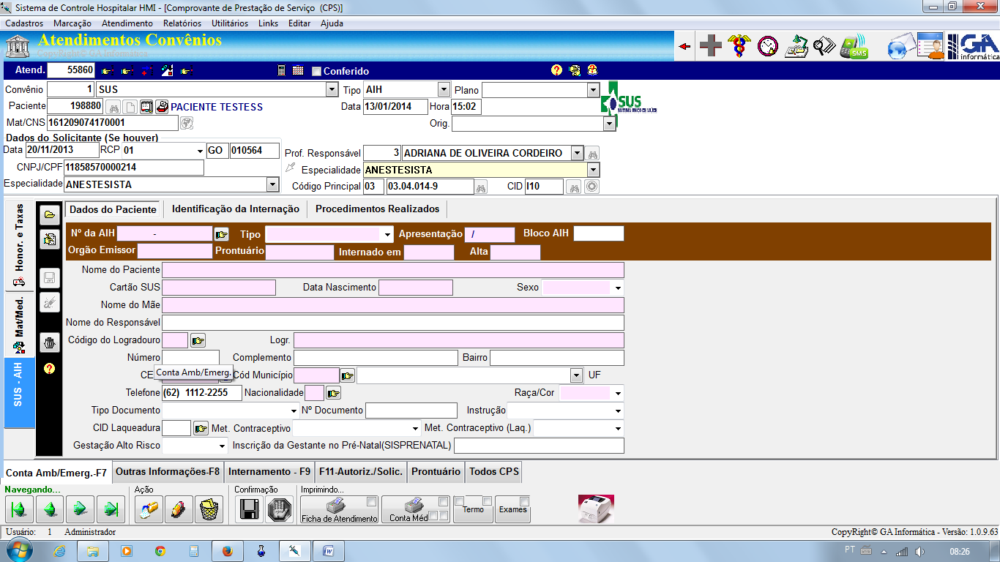 Sistema de Controle Hospitalar HMI - [Comprovante de Prestação de Serviço (CPS)]
Cadastros Marcação Atendimento Relatórios Utilitários Links Editar Ajuda
Atendimentos Convênios
CopyRight© GA Informática
SMS
GA
informática
Atend. 55860 Conferido
Convênio 1 SUS Tipo AIH Plano
Paciente 198880 PACIENTE TESTESS Data 13/01/2014 Hora 15:02
SUS
Mat/CNS 161209074170001 Orig.
Dados do Solicitante (Se houver)
Data 20/11/2013 RCP 01 GO 010564 Prof. Responsável 3 ADRIANA DE OLIVEIRA CORDEIRO
CNPJ/CPF 11858570000214 Especialidade ANESTESISTA
Especialidade ANESTESISTA Código Principal 03 03.04.014-9 CID I10
Honor. e Taxas
Mat/Med.
SUS - AIH
Dados do Paciente Identificação da Internação Procedimentos Realizados
Nº da AIH - Tipo Apresentação / Bloco AIH
Orgão Emissor Prontuário Internado em Alta
Nome do Paciente
Cartão SUS Data Nascimento Sexo
Nome do Mãe
Nome do Responsável
Código do Logradouro Logr.
Número Complemento Bairro
Conta Amb/Emerg.
CE Cód Município UF
Telefone (62) 1112-2255 Nacionalidade Raça/Cor
Tipo Documento Nº Documento Instrução
CID Laqueadura Met. Contraceptivo Met. Contraceptivo (Laq.)
Gestação Alto Risco Inscrição da Gestante no Pré-Natal(SISPRENATAL)
Conta Amb/Emerg.-F7 Outras Informações-F8 Internamento - F9 F11-Autoriz./Solic. Prontuário Todos CPS
Navegando... Ação Confirmação Imprimindo...
Ficha de Atendimento Conta Méd Termo Exames
Usuário: 1 Administrador CopyRight© GA Informática - Versão: 1.0.9.63
PT 08:26